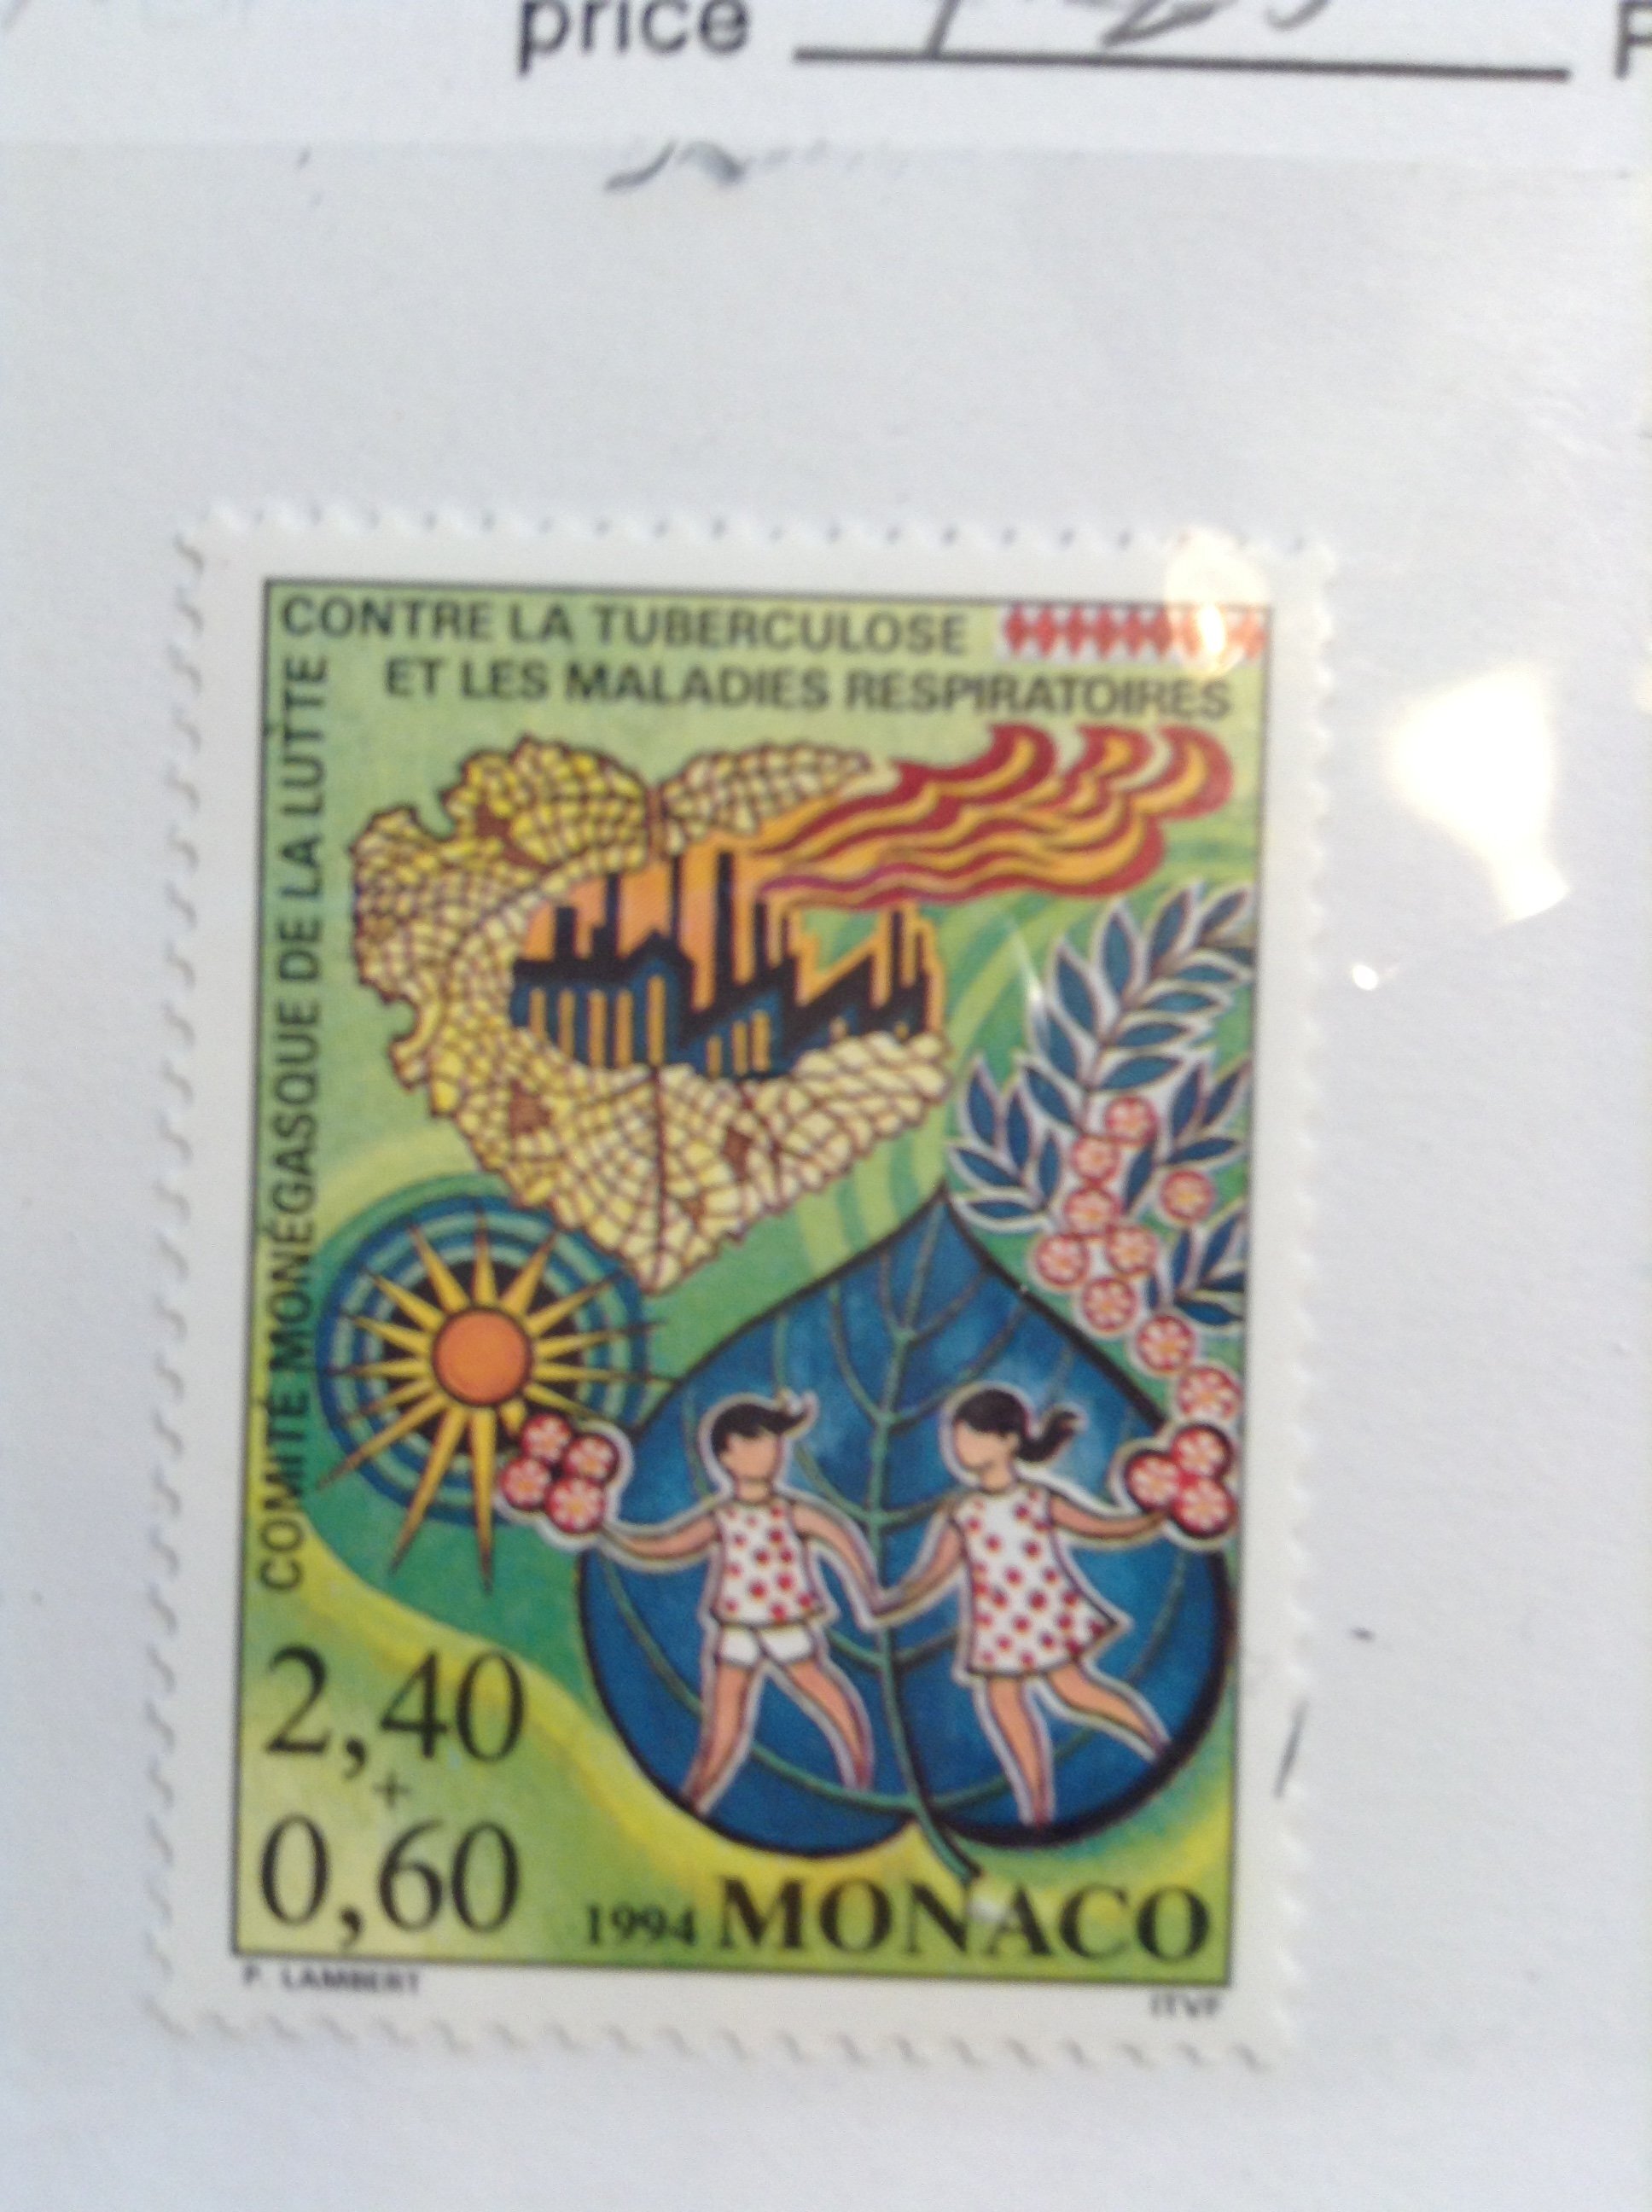 price
COMITÉ MONÉGASQUE DE LA LUTTE
CONTRE LA TUBERCULOSE
ET LES MALADIES RESPIRATOIRES
2,40
+
0,60
1994 MONACO
P. LAMBERT
ITVF